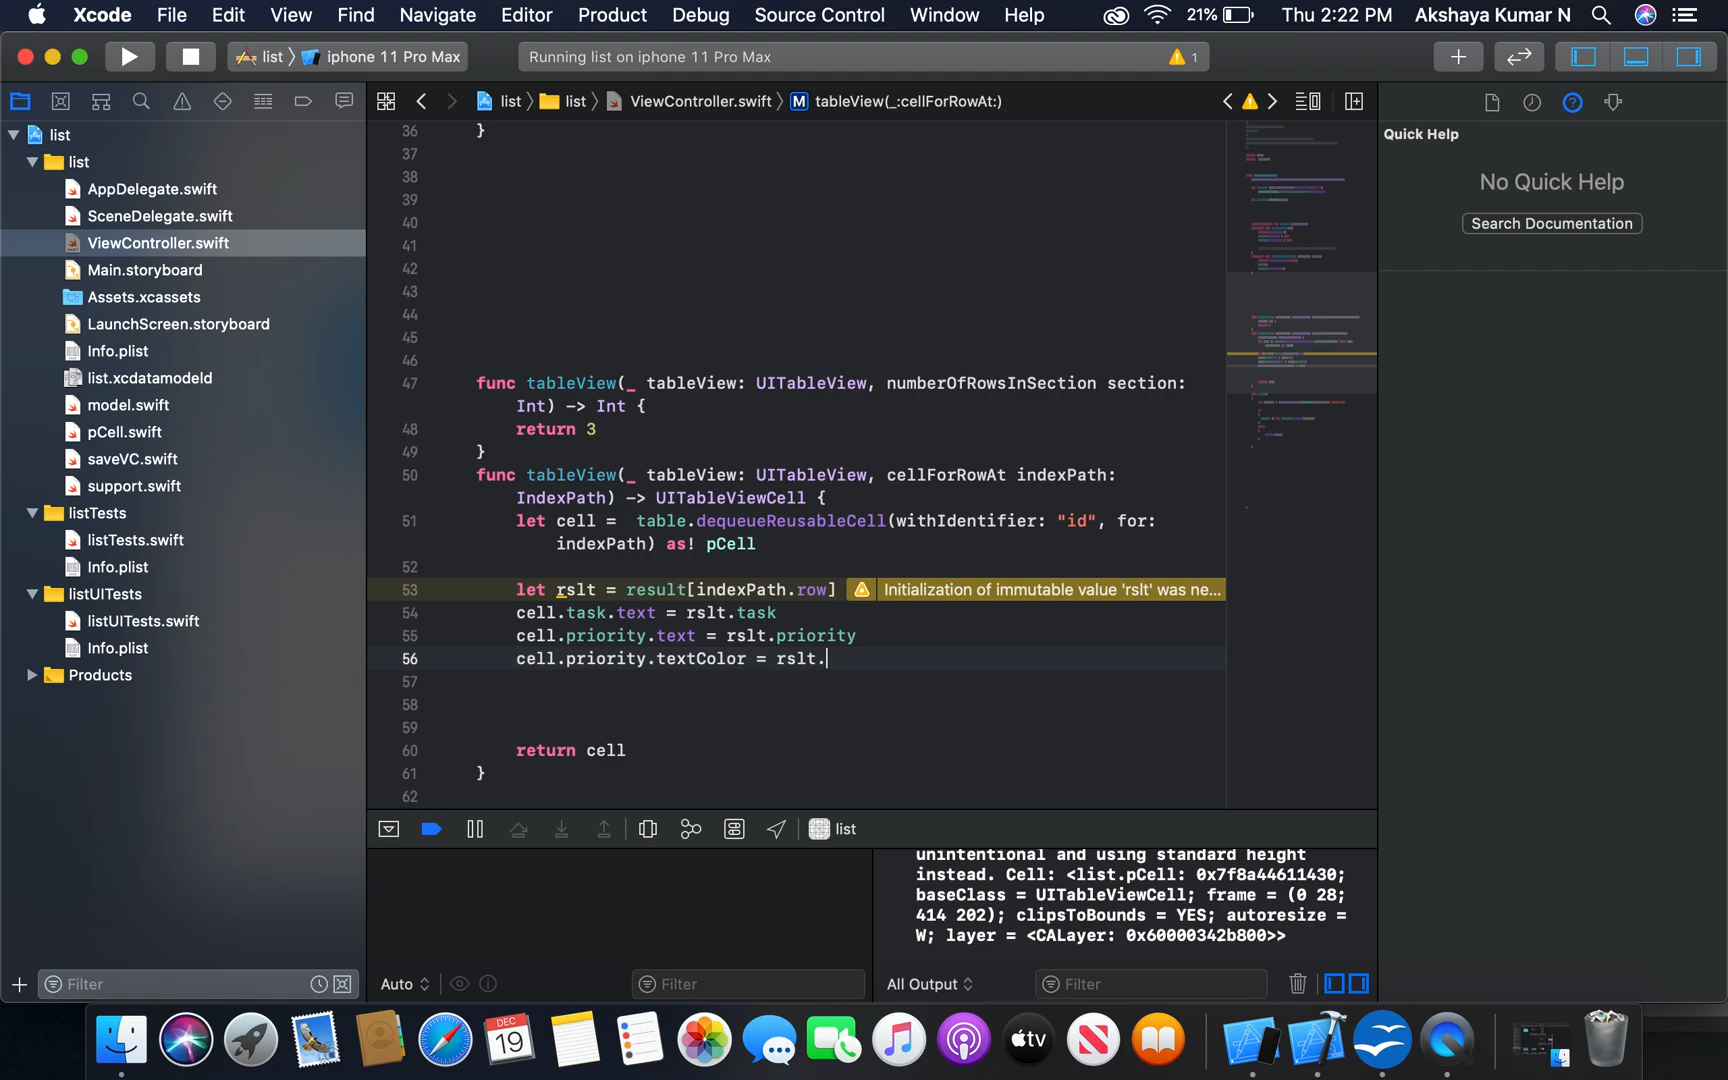 Xcode File Edit View Find Navigate Editor Product Debug Source Control Window Help 21% Thu 2:22 PM Akshaya Kumar N
list iphone 11 Pro Max Running list on iphone 11 Pro Max 1
list list ViewController.swift M tableView(_:cellForRowAt:)
list
list
AppDelegate.swift
SceneDelegate.swift
ViewController.swift
Main.storyboard
Assets.xcassets
LaunchScreen.storyboard
Info.plist
list.xcdatamodeld
model.swift
pCell.swift
saveVC.swift
support.swift
listTests
listTests.swift
Info.plist
listUITests
listUITests.swift
Info.plist
Products
Filter
36 }
37
38
39
40
41
42
43
44
45
46
47 func tableView(_ tableView: UITableView, numberOfRowsInSection section:
Int) -> Int {
48 return 3
49 }
50 func tableView(_ tableView: UITableView, cellForRowAt indexPath:
IndexPath) -> UITableViewCell {
51 let cell =  table.dequeueReusableCell(withIdentifier: "id", for:
indexPath) as! pCell
52
53 let rslt = result[indexPath.row] Initialization of immutable value 'rslt' was ne...
54 cell.task.text = rslt.task
55 cell.priority.text = rslt.priority
56 cell.priority.textColor = rslt.
57
58
59
60 return cell
61 }
62
list
unintentional and using standard height
instead. Cell: <list.pCell: 0x7f8a44611430;
baseClass = UITableViewCell; frame = (0 28;
414 202); clipsToBounds = YES; autoresize =
W; layer = <CALayer: 0x60000342b800>>
Auto Filter All Output Filter
Quick Help
No Quick Help
Search Documentation
DEC
19
tv